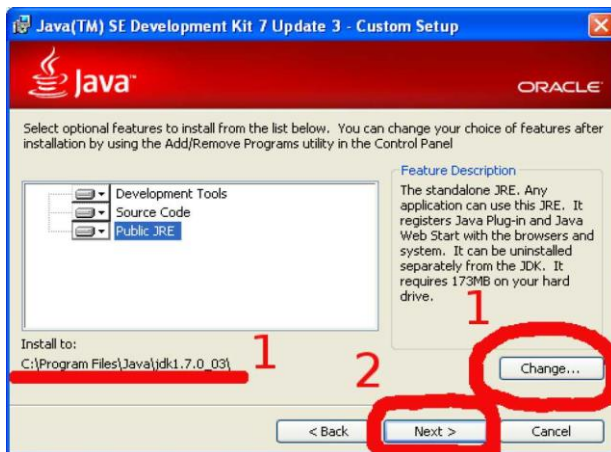 Java(TM) SE Development Kit 7 Update 3 - Custom Setup
Java™
ORACLE
Select optional features to install from the list below. You can change your choice of features after
installation by using the Add/Remove Programs utility in the Control Panel
Development Tools
Source Code
Public JRE
Feature Description
The standalone JRE. Any
application can use this JRE. It
registers Java Plug-in and Java
Web Start with the browsers and
system. It can be uninstalled
separately from the JDK. It
requires 173MB on your hard
drive.
1
Install to:
C:\Program Files\Java\jdk1.7.0_03\
1
Change...
2
< Back
Next >
Cancel